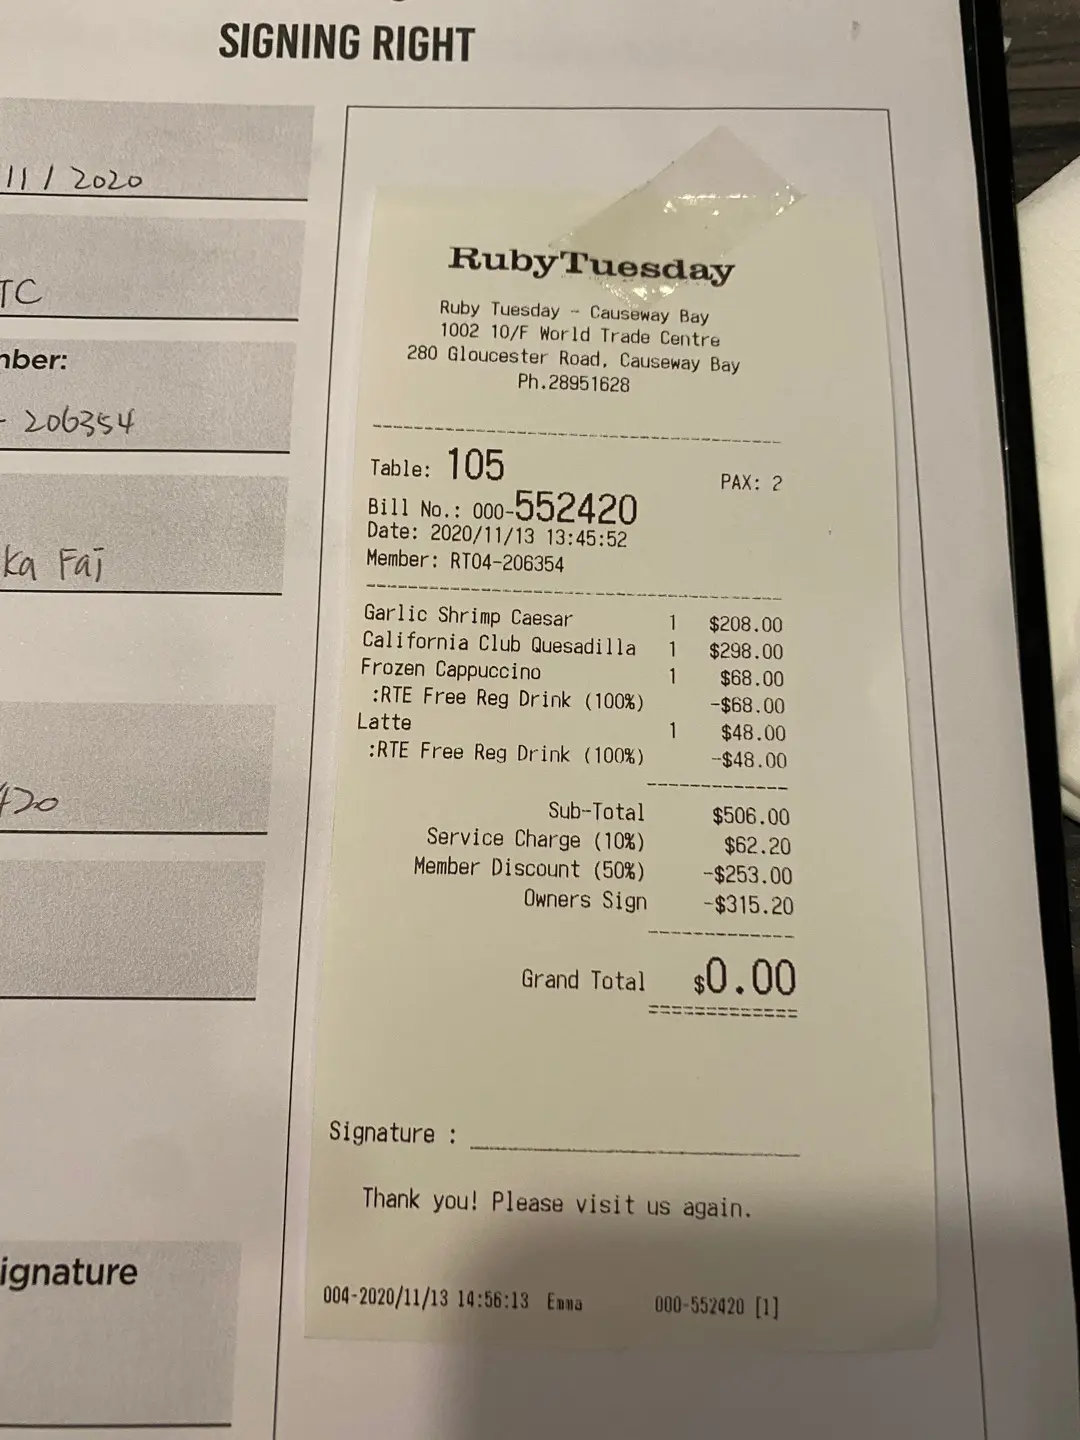 SIGNING RIGHT
11 / 2020
TC
nber:
- 206354
Ka Fai
420
ignature
RubyTuesday
Ruby Tuesday - Causeway Bay
1002 10/F World Trade Centre
280 Gloucester Road, Causeway Bay
Ph.28951628
Table: 105 PAX: 2
Bill No.: 000-552420
Date: 2020/11/13 13:45:52
Member: RT04-206354
Garlic Shrimp Caesar 1 $208.00
California Club Quesadilla 1 $298.00
Frozen Cappuccino 1 $68.00
:RTE Free Reg Drink (100%) -$68.00
Latte 1 $48.00
:RTE Free Reg Drink (100%) -$48.00
Sub-Total $506.00
Service Charge (10%) $62.20
Member Discount (50%) -$253.00
Owners Sign -$315.20
Grand Total $0.00
Signature :
Thank you! Please visit us again.
004-2020/11/13 14:56:13 Emma 000-552420 [1]